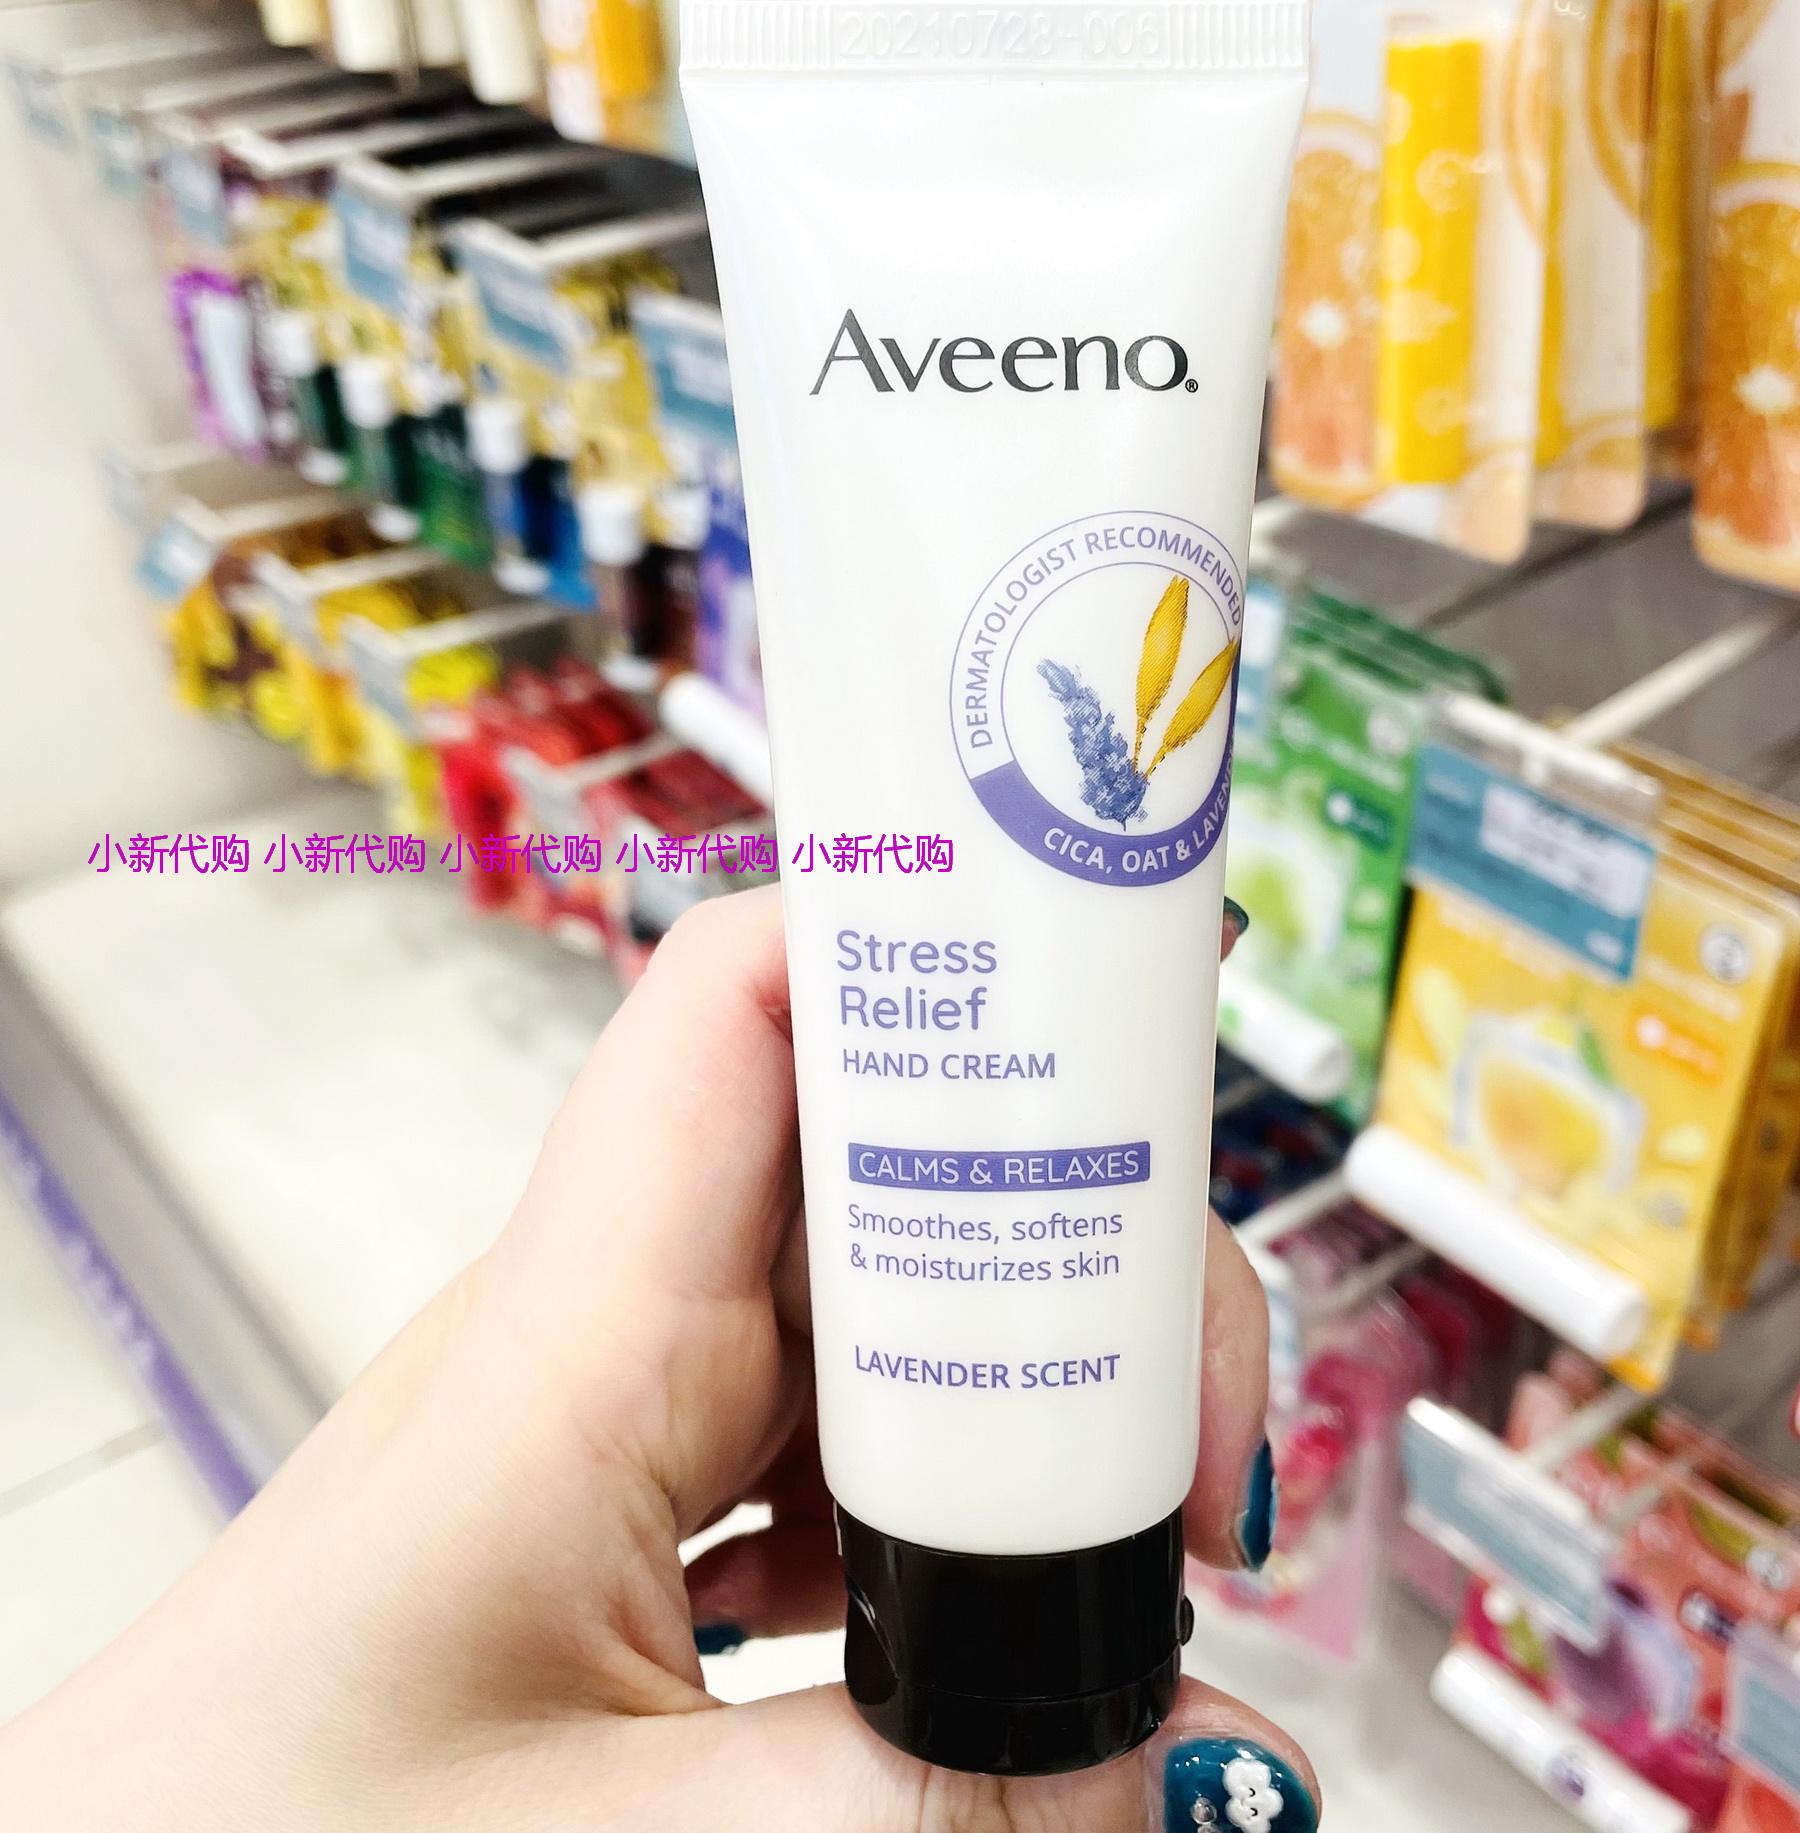 20210728-006
Aveeno®
DERMATOLOGIST RECOMMENDED
CICA, OAT & LAVEN
小新代购 小新代购 小新代购 小新代购 小新代购
Stress
Relief
HAND CREAM
CALMS & RELAXES
Smoothes, softens
& moisturizes skin
LAVENDER SCENT